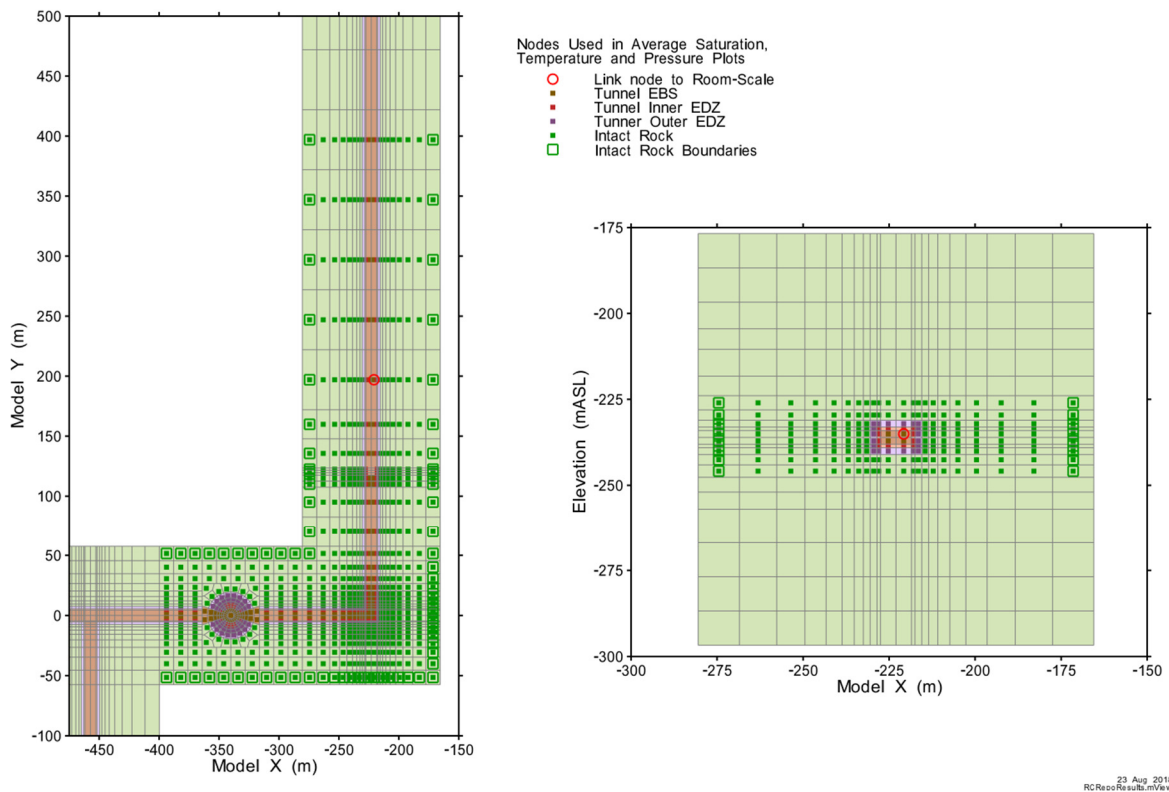 500
450
400
350
300
250
200
150
100
50
0
-50
-100
Model Y (m)
-450
-400
-350
-300
-250
-200
-150
Model X (m)
Nodes Used in Average Saturation,
Temperature and Pressure Plots
Link node to Room-Scale
Tunnel EBS
Tunnel Inner EDZ
Tunner Outer EDZ
Intact Rock
Intact Rock Boundaries
-175
-200
-225
-250
-275
-300
Elevation (mASL)
-300
-275
-250
-225
-200
-175
-150
Model X (m)
23 Aug 2018
RCRepoResults.mView